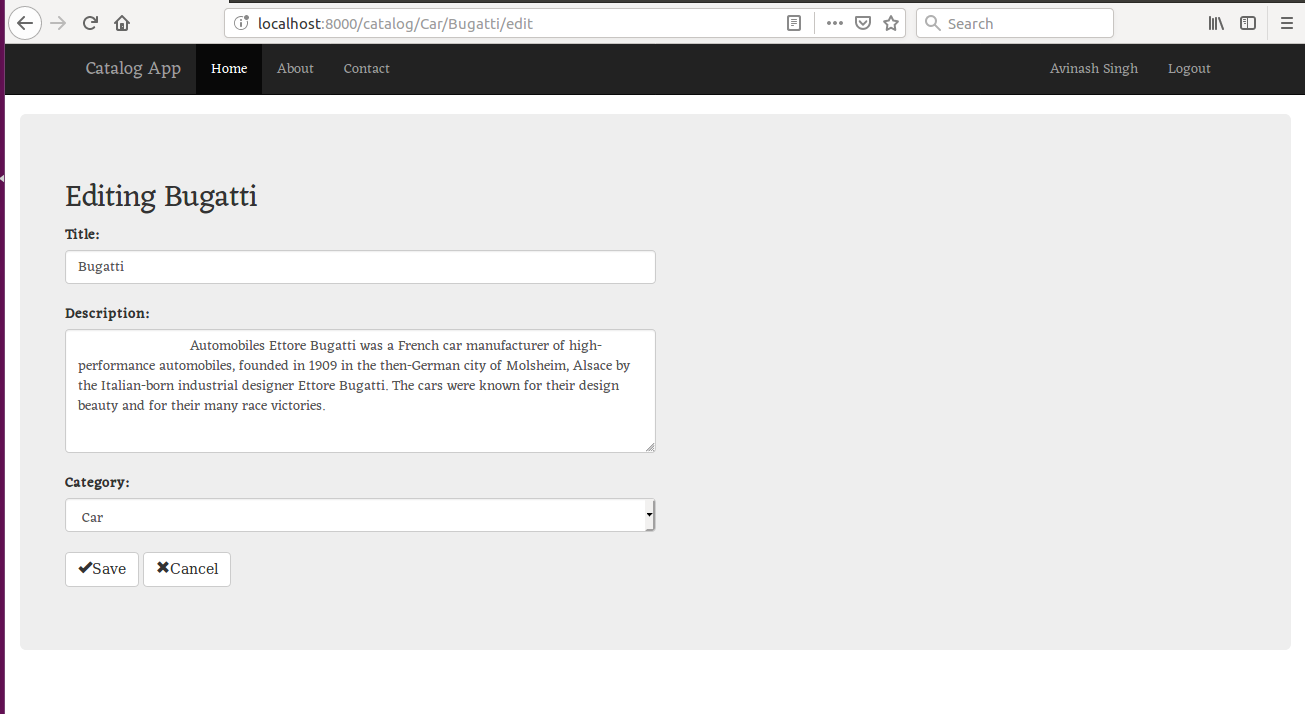 localhost:8000/catalog/Car/Bugatti/edit
Search
Catalog App Home About Contact Avinash Singh Logout
Editing Bugatti
Title:
Bugatti
Description:
Automobiles Ettore Bugatti was a French car manufacturer of high-
performance automobiles, founded in 1909 in the then-German city of Molsheim, Alsace by
the Italian-born industrial designer Ettore Bugatti. The cars were known for their design
beauty and for their many race victories.
Category:
Car
Save Cancel